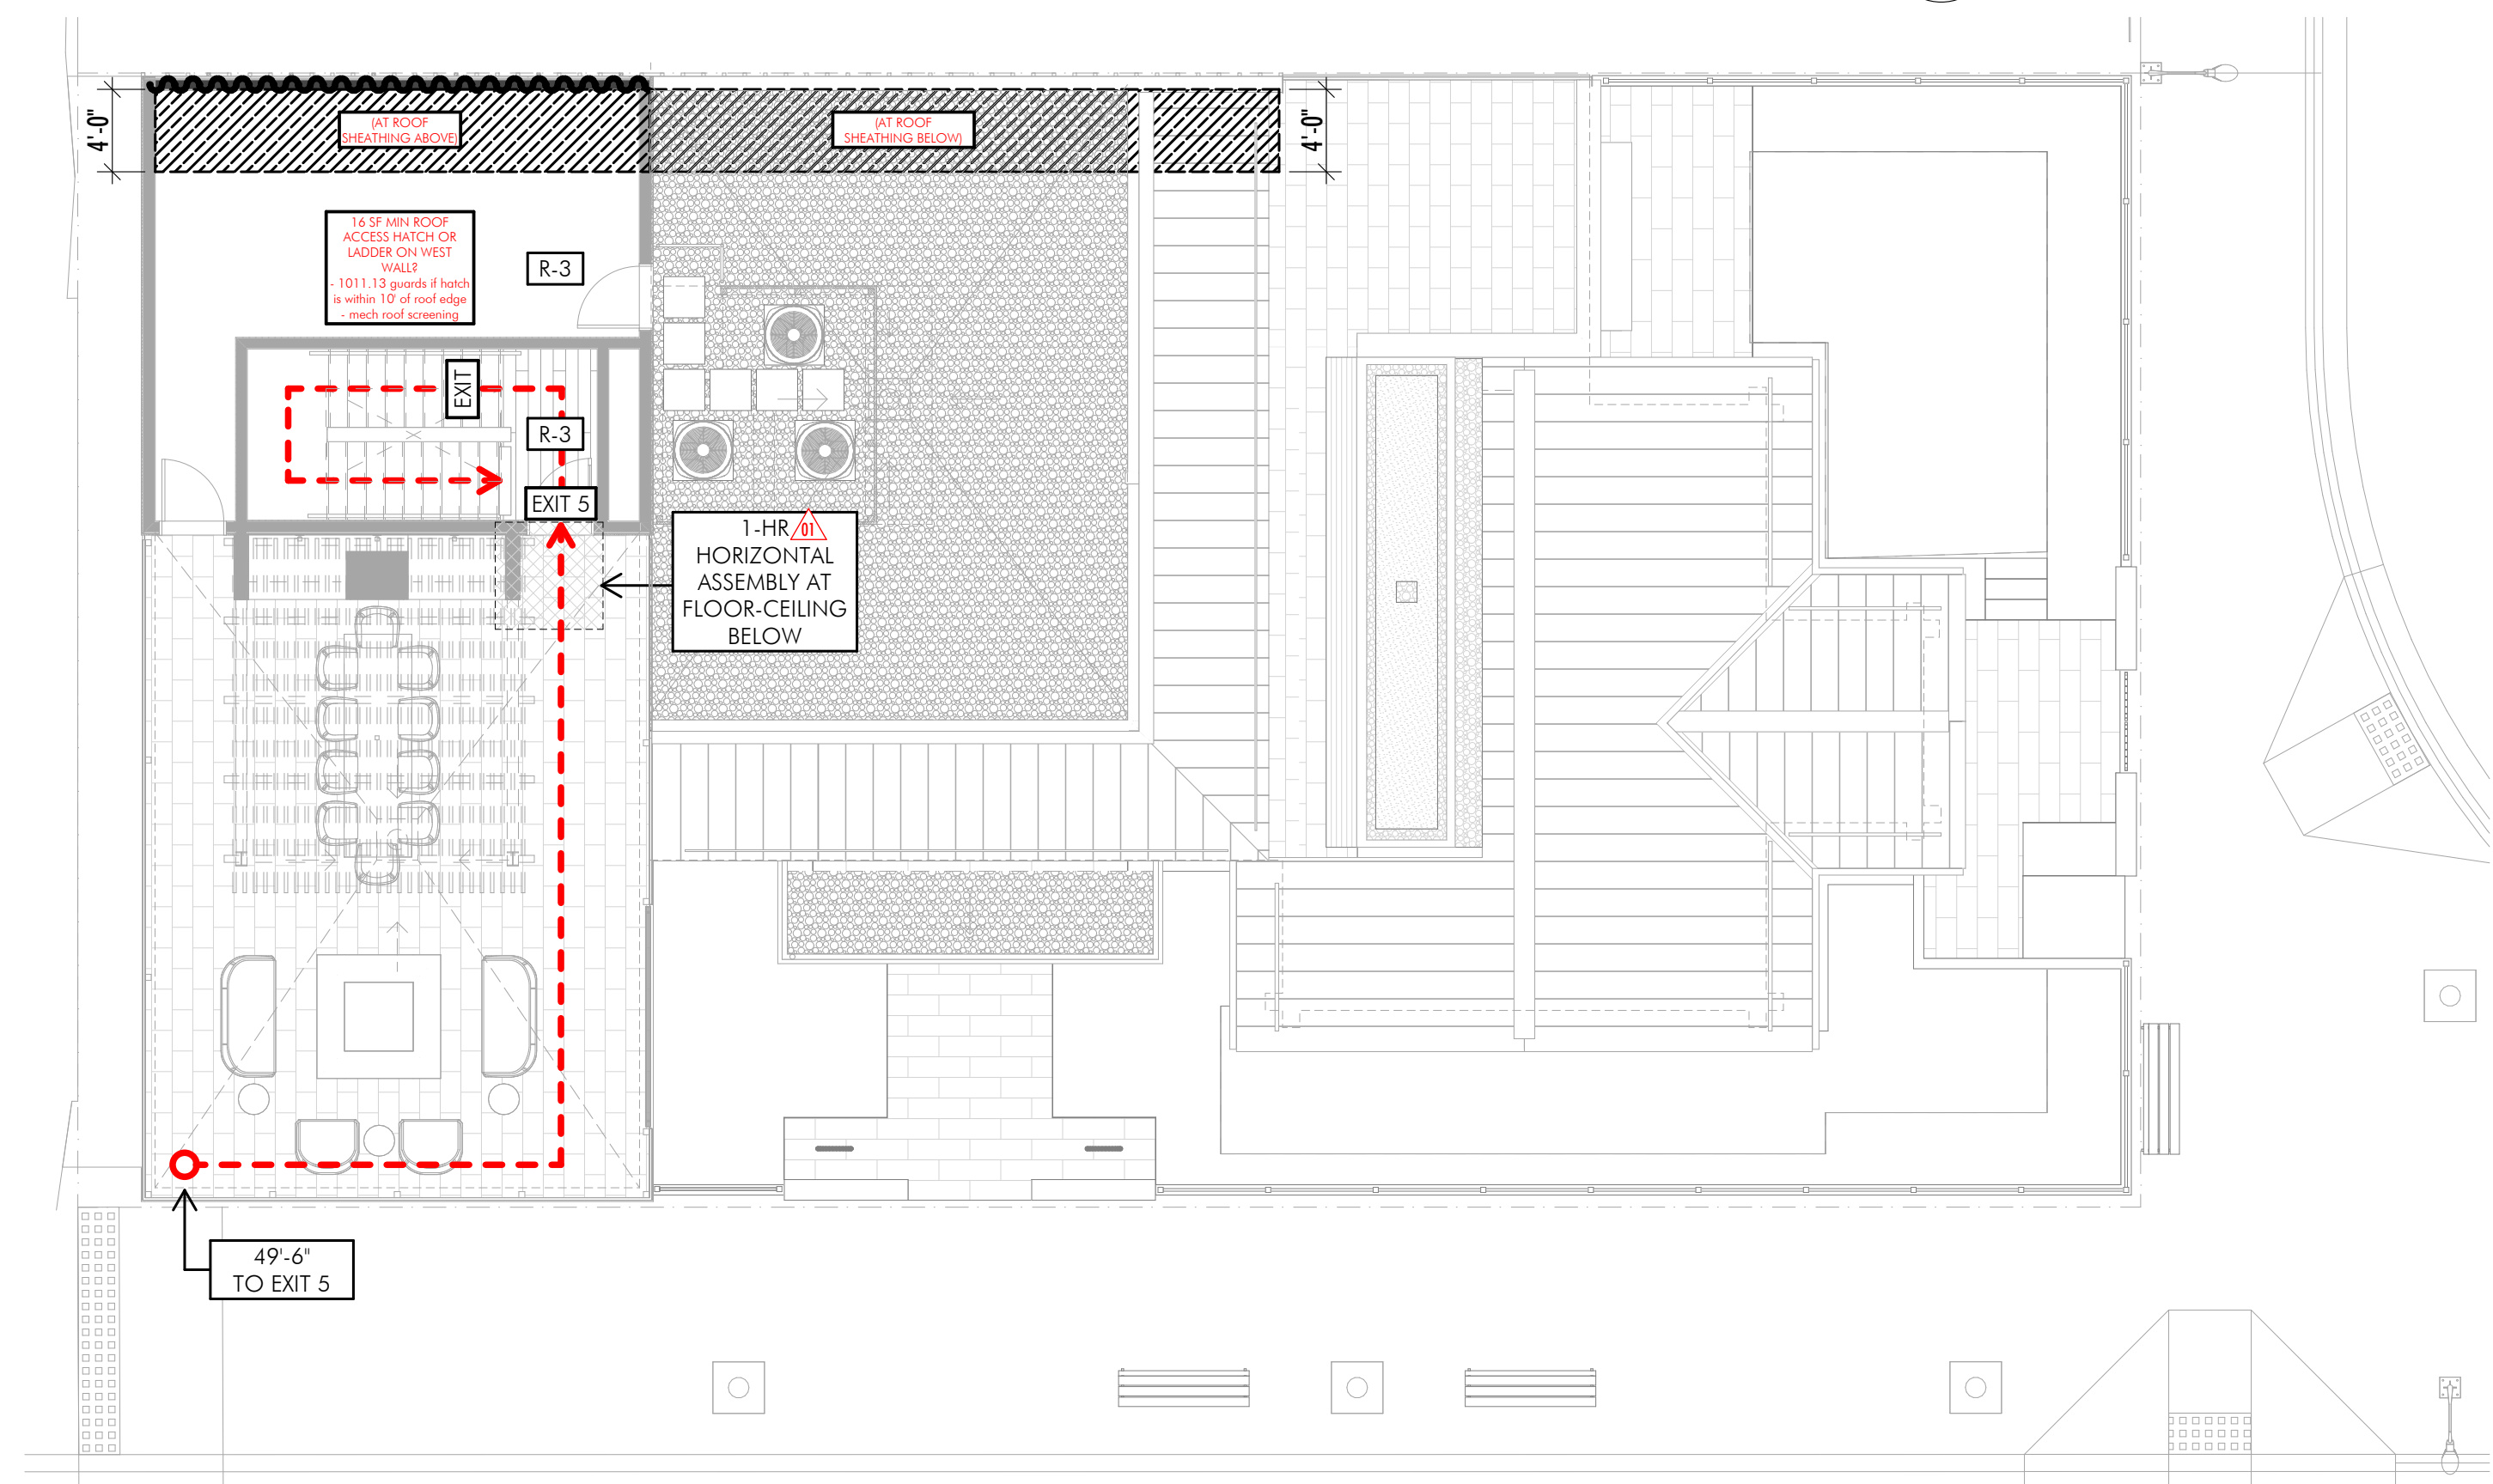 4'-0"
(AT ROOF
SHEATHING ABOVE)
(AT ROOF
SHEATHING BELOW)
4'-0"
16 SF MIN ROOF
ACCESS HATCH OR
LADDER ON WEST
WALL?
- 1011.13 guards if hatch
is within 10' of roof edge
- mech roof screening
R-3
EXIT
R-3
EXIT 5
1-HR 01
HORIZONTAL
ASSEMBLY AT
FLOOR-CEILING
BELOW
49'-6"
TO EXIT 5